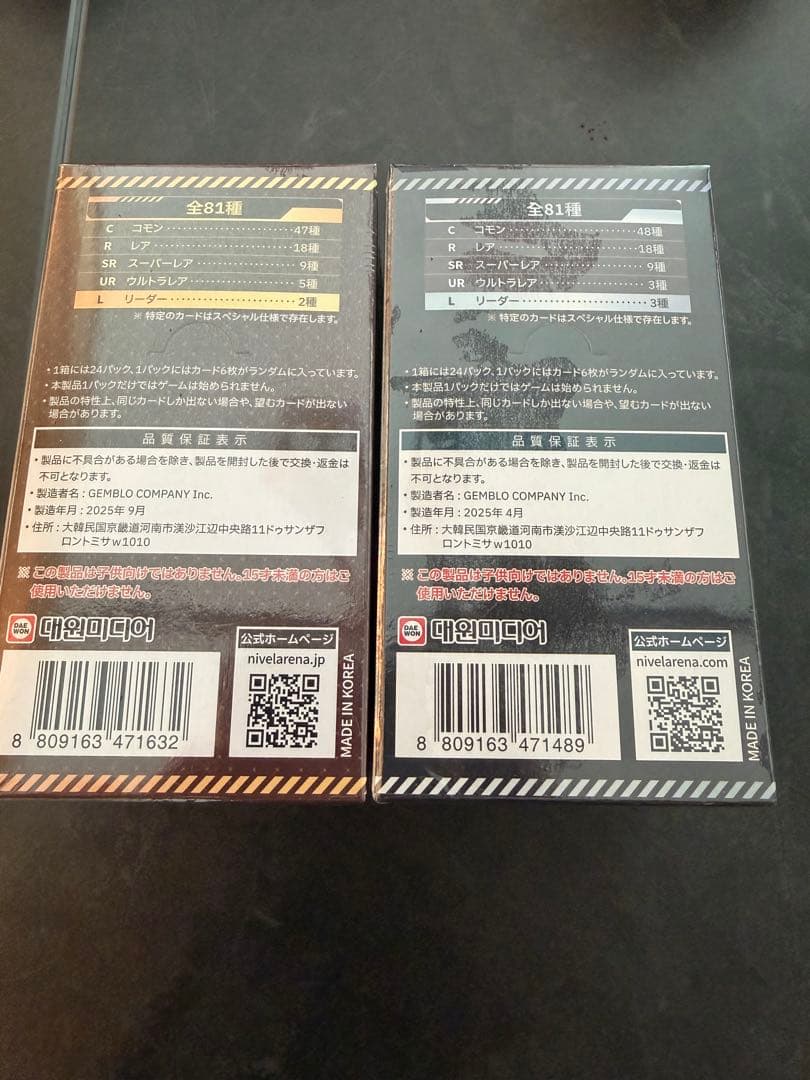 全81種
C コモン・・・・・・・・・・・・・・・・・・・・・・・47種
R レア・・・・・・・・・・・・・・・・・・・・・・・・・18種
SR スーパーレア・・・・・・・・・・・・・・・・・・9種
UR ウルトラレア・・・・・・・・・・・・・・・・・・5種
L リーダー・・・・・・・・・・・・・・・・・・・・・・2種
※ 特定のカードはスペシャル仕様で存在します。
・1箱には24パック、1パックにはカード6枚がランダムに入っています。
・本製品1パックだけではゲームは始められません。
・製品の特性上、同じカードしか出ない場合や、望むカードが出ない
場合があります。
品質保証表示
・製品に不具合がある場合を除き、製品を開封した後で交換・返金は
不可となります。
・製造者名 : GEMBLO COMPANY Inc.
・製造年月 : 2025年 9月
・住所 : 大韓民国京畿道河南市渼沙江辺中央路11ドゥサンザフ
ロントミサw1010
※ この製品は子供向けではありません。15才未満の方はご
使用いただけません。
DAE WON 대원미디어
公式ホームページ
nivelarena.jp
MADE IN KOREA
8 809163 471632
全81種
C コモン・・・・・・・・・・・・・・・・・・・・・・・48種
R レア・・・・・・・・・・・・・・・・・・・・・・・・・18種
SR スーパーレア・・・・・・・・・・・・・・・・・・9種
UR ウルトラレア・・・・・・・・・・・・・・・・・・3種
L リーダー・・・・・・・・・・・・・・・・・・・・・・3種
※ 特定のカードはスペシャル仕様で存在します。
・1箱には24パック、1パックにはカード6枚がランダムに入っています。
・本製品1パックだけではゲームは始められません。
・製品の特性上、同じカードしか出ない場合や、望むカードが出ない
場合があります。
品質保証表示
・製品に不具合がある場合を除き、製品を開封した後で交換・返金は
不可となります。
・製造者名 : GEMBLO COMPANY Inc.
・製造年月 : 2025年 4月
・住所 : 大韓民国京畿道河南市渼沙江辺中央路11ドゥサンザフ
ロントミサw1010
※ この製品は子供向けではありません。15才未満の方はご
使用いただけません。
DAE WON 대원미디어
公式ホームページ
nivelarena.com
MADE IN KOREA
8 809163 471489